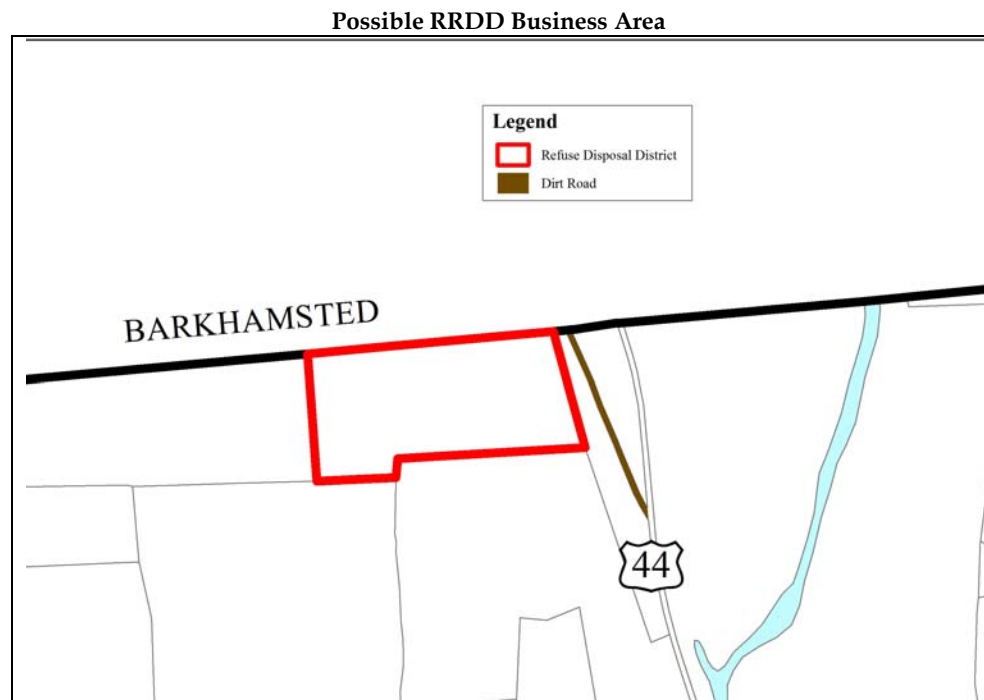 Possible RRDD Business Area
Legend
Refuse Disposal District
Dirt Road
BARKHAMSTED
44